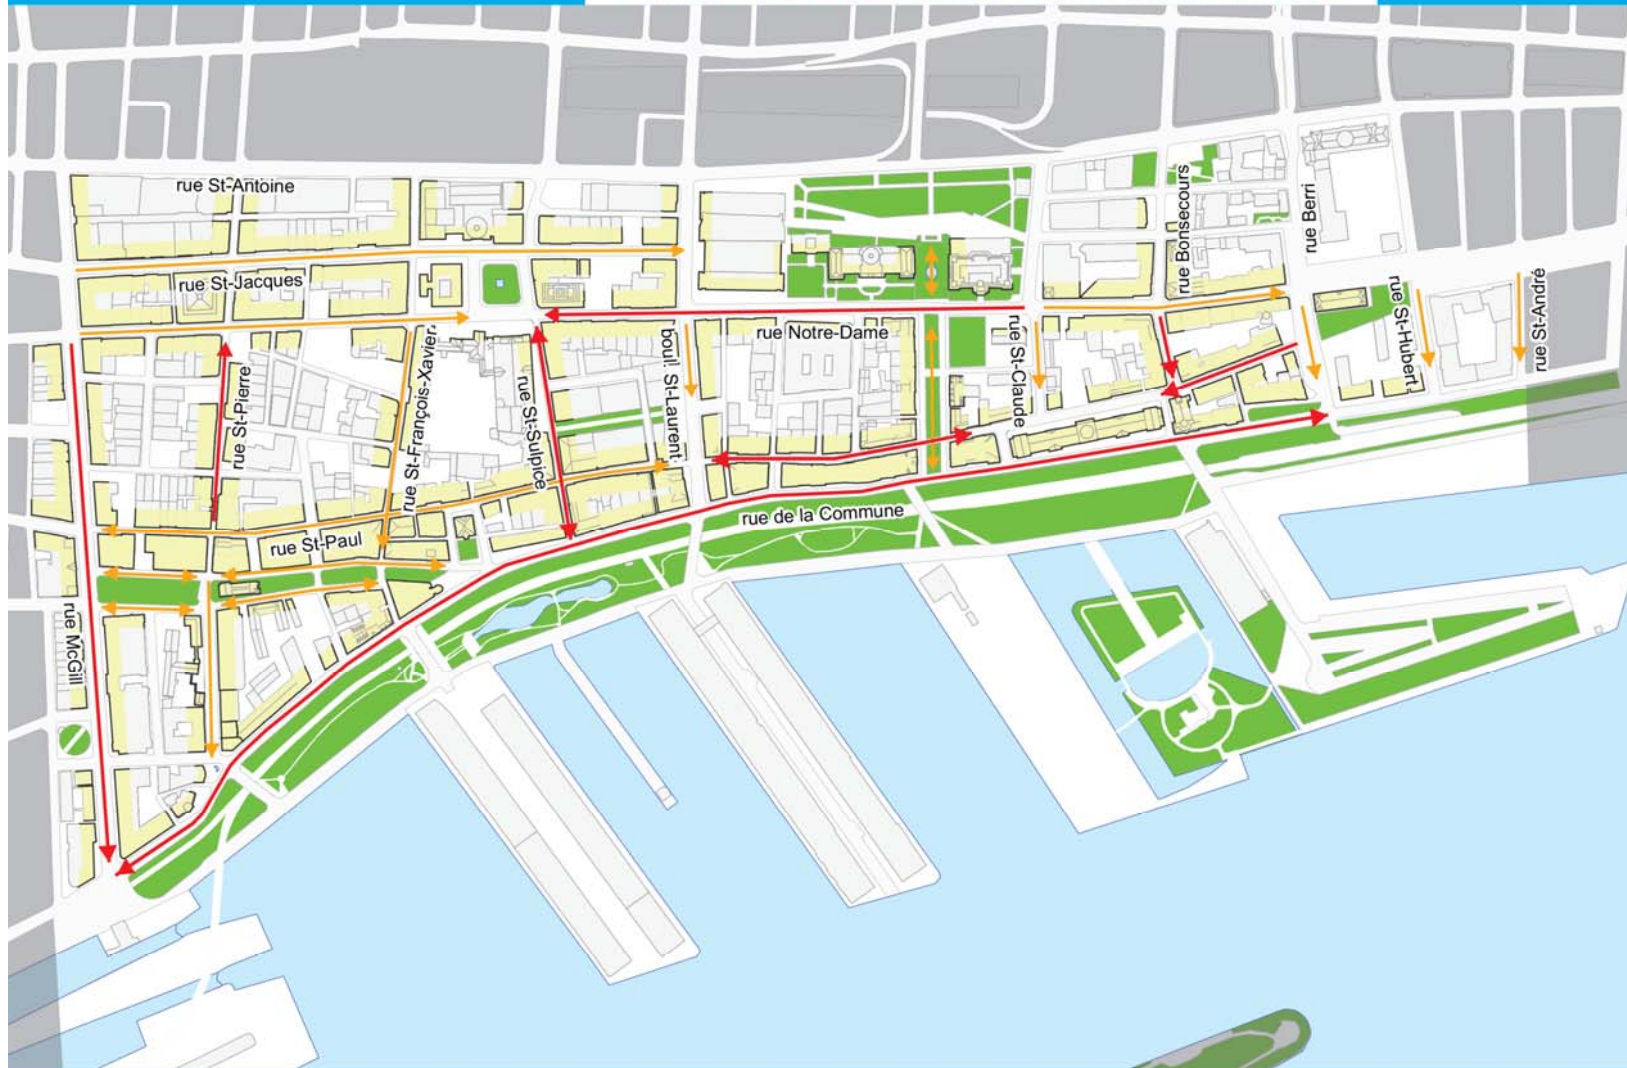 rue St-Antoine
rue St-Jacques
rue Bonsecours
rue Berri
rue St-Hubert
rue St-André
rue Notre-Dame
rue St-Pierre
rue St-François-Xavier
rue St-Sulpice
boul. St-Laurent
rue St-Claude
rue St-Paul
rue de la Commune
rue McGill